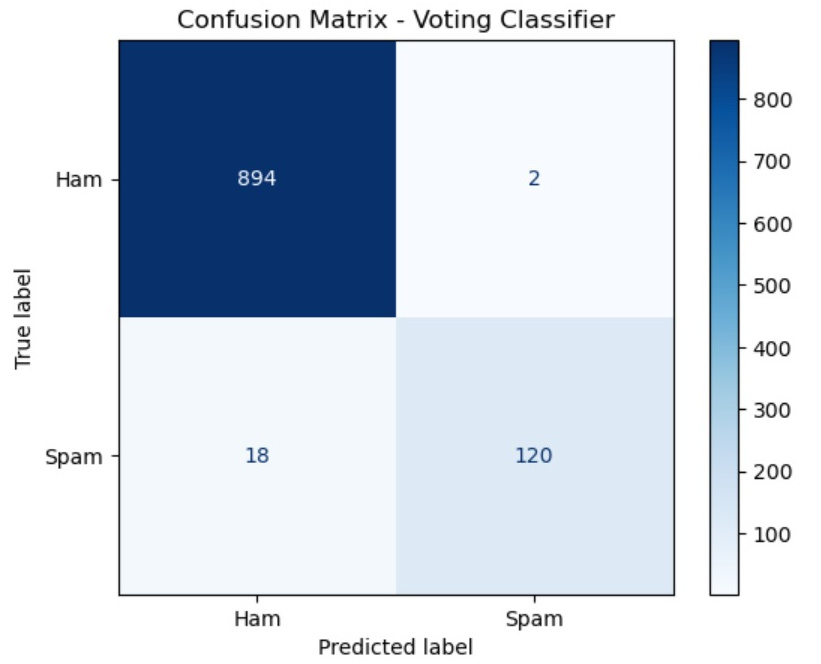 Confusion Matrix - Voting Classifier
Ham
894
2
Spam
18
120
Ham
Spam
True label
Predicted label
800
700
600
500
400
300
200
100